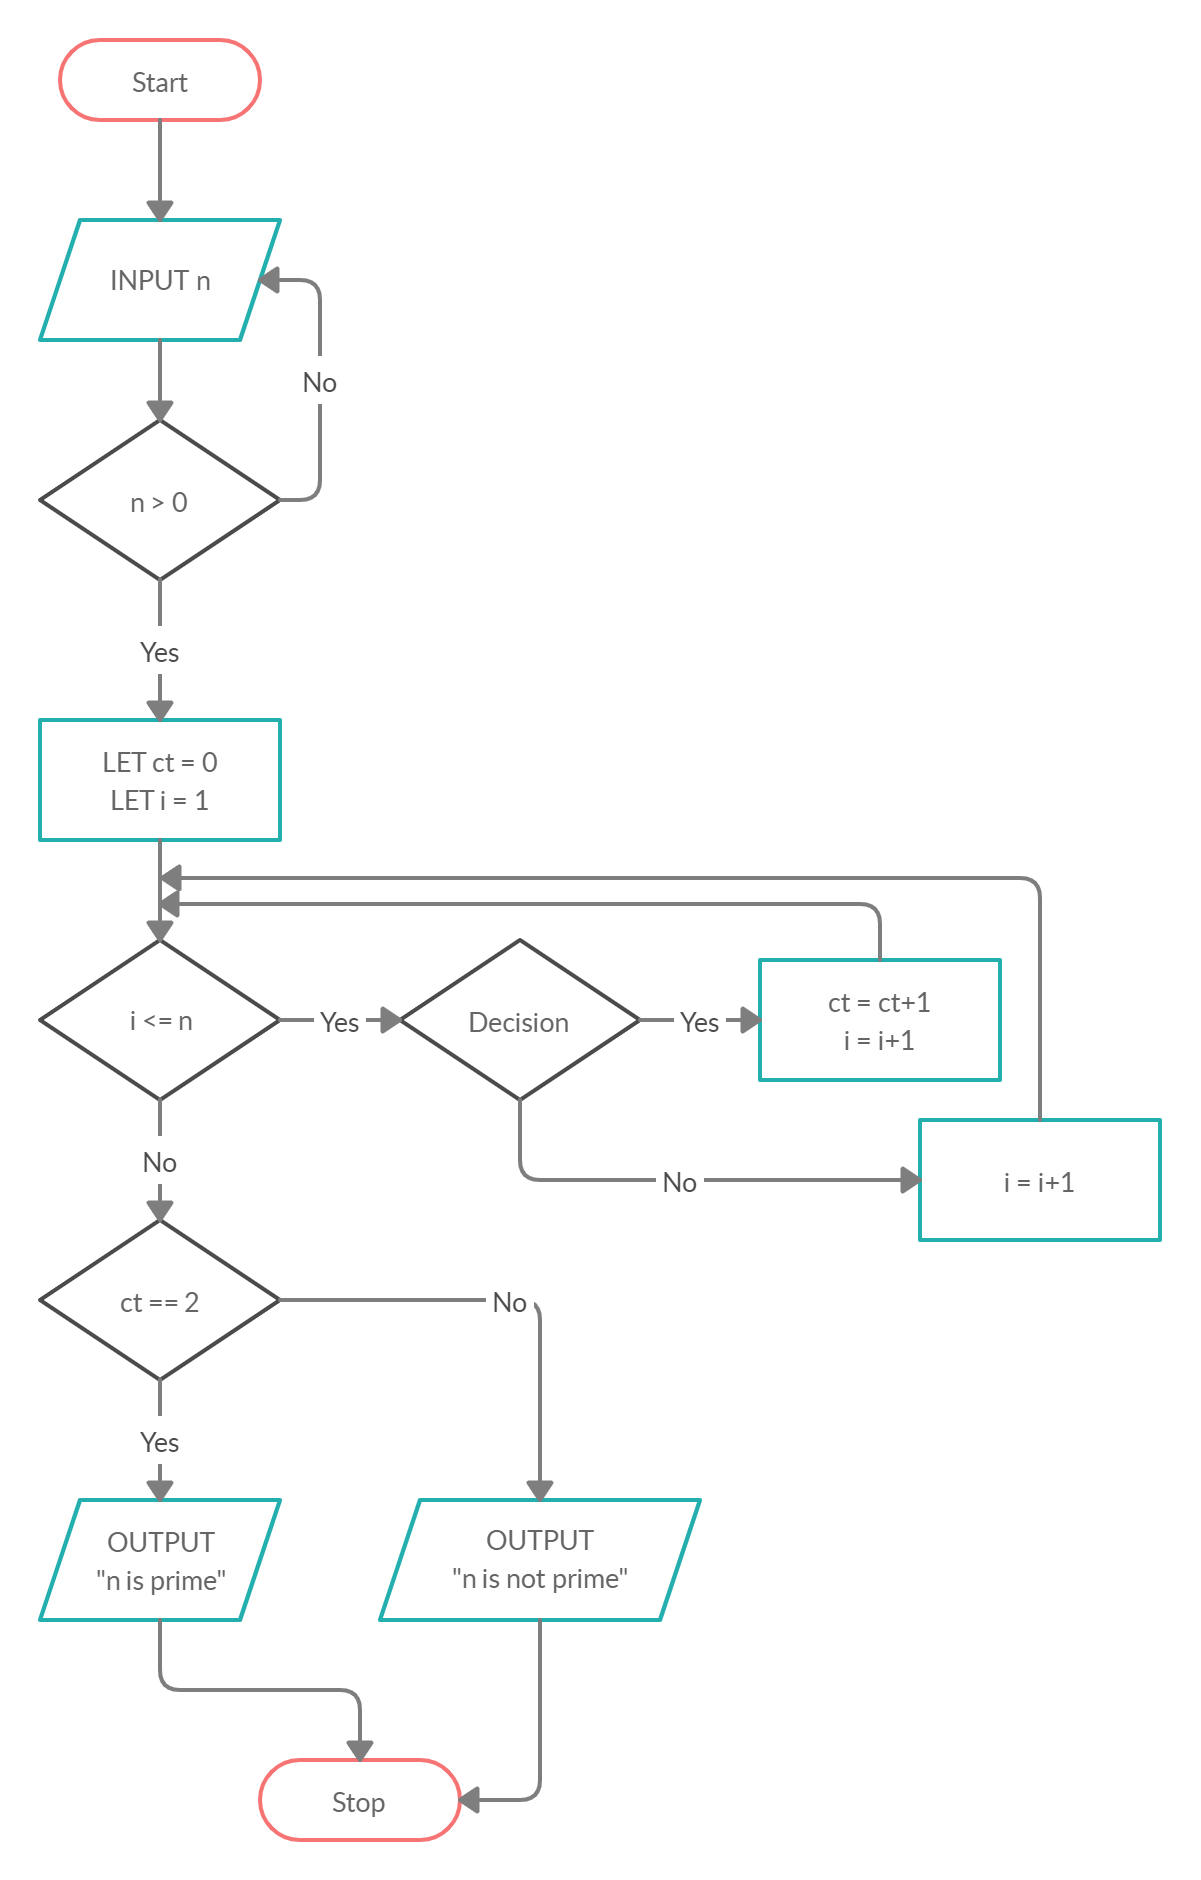 Start
INPUT n
No
n > 0
Yes
LET ct = 0
LET i = 1
i <= n
Yes
Decision
Yes
ct = ct+1
i = i+1
No
No
i = i+1
ct == 2
No
Yes
OUTPUT
"n is prime"
OUTPUT
"n is not prime"
Stop